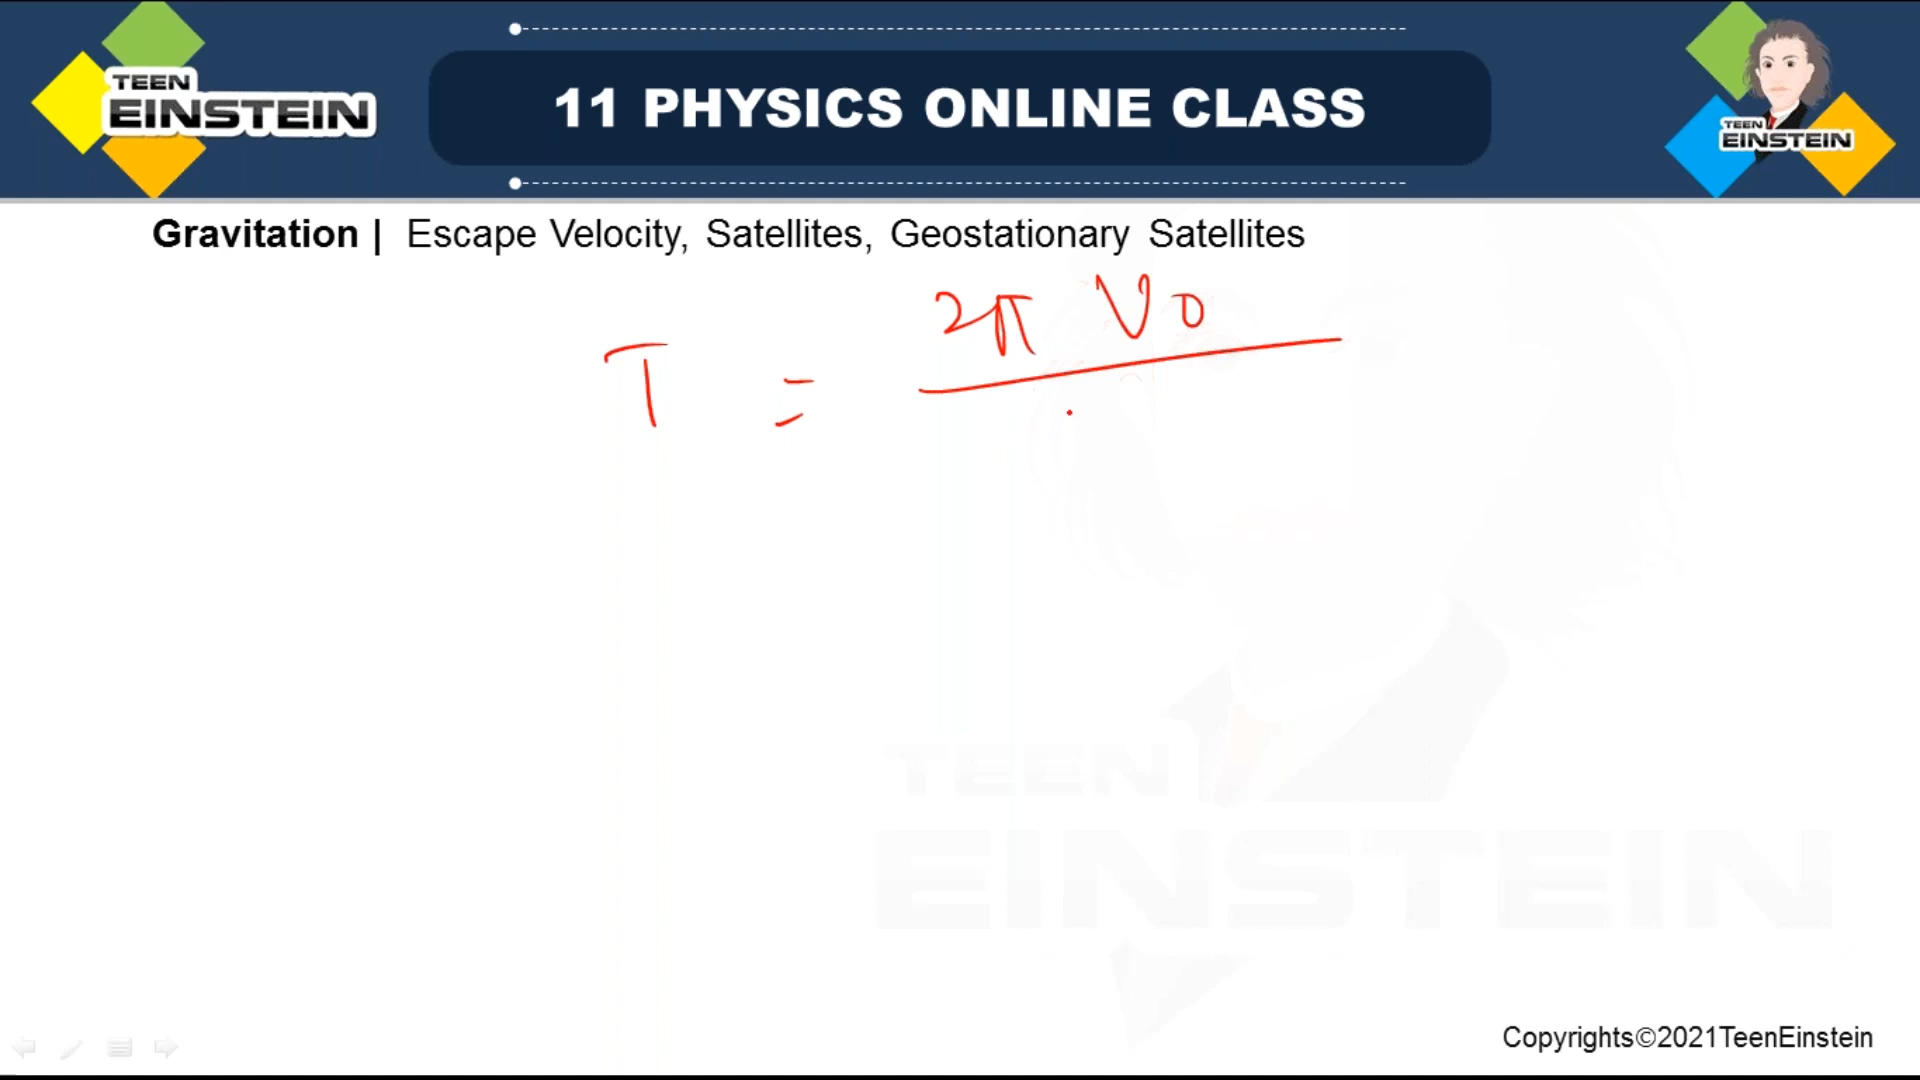 TEEN
EINSTEIN
11 PHYSICS ONLINE CLASS
TEEN
EINSTEIN
Gravitation | Escape Velocity, Satellites, Geostationary Satellites
2π V0
T =
TEEN
EINSTEIN
Copyrights©2021TeenEinstein